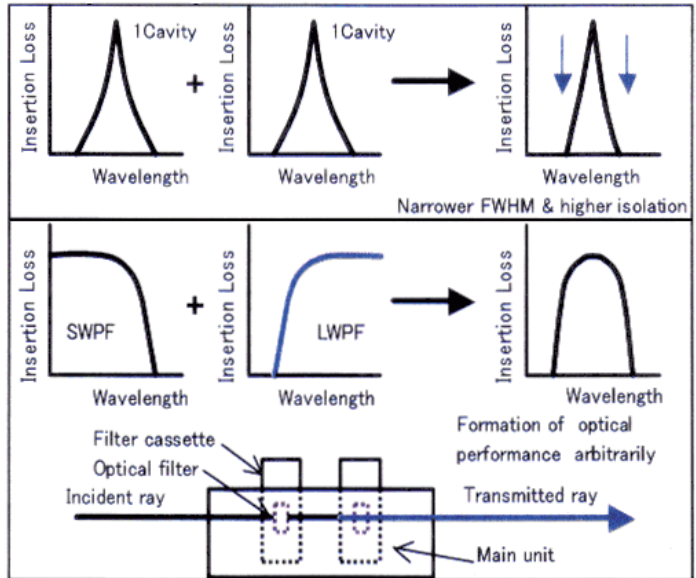 Insertion Loss
1Cavity
Wavelength
+
Insertion Loss
1Cavity
Wavelength
Insertion Loss
Wavelength
Narrower FWHM & higher isolation
Insertion Loss
SWPF
Wavelength
+
Insertion Loss
LWPF
Wavelength
Insertion Loss
Wavelength
Formation of optical
performance arbitrarily
Filter cassette
Optical filter
Incident ray
Transmitted ray
Main unit